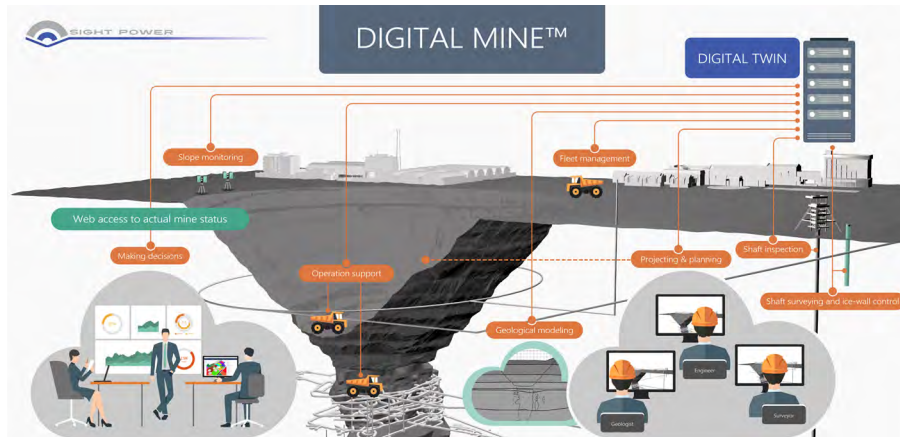 SIGHT POWER
DIGITAL MINE™
DIGITAL TWIN
Slope monitoring
Fleet management
Web access to actual mine status
Making decisions
Operation support
Projecting & planning
Shaft inspection
Shaft surveying and ice-wall control
Geological modeling
Engineer
Geologist
Surveyor